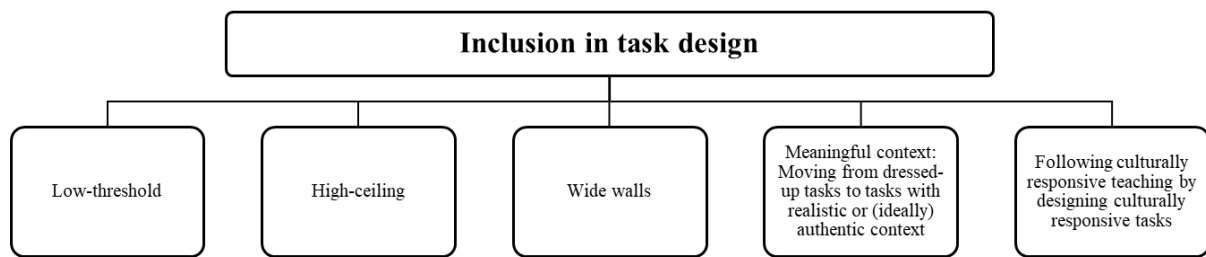 Inclusion in task design
Low-threshold
High-ceiling
Wide walls
Meaningful context:
Moving from dressed-
up tasks to tasks with
realistic or (ideally)
authentic context
Following culturally
responsive teaching by
designing culturally
responsive tasks